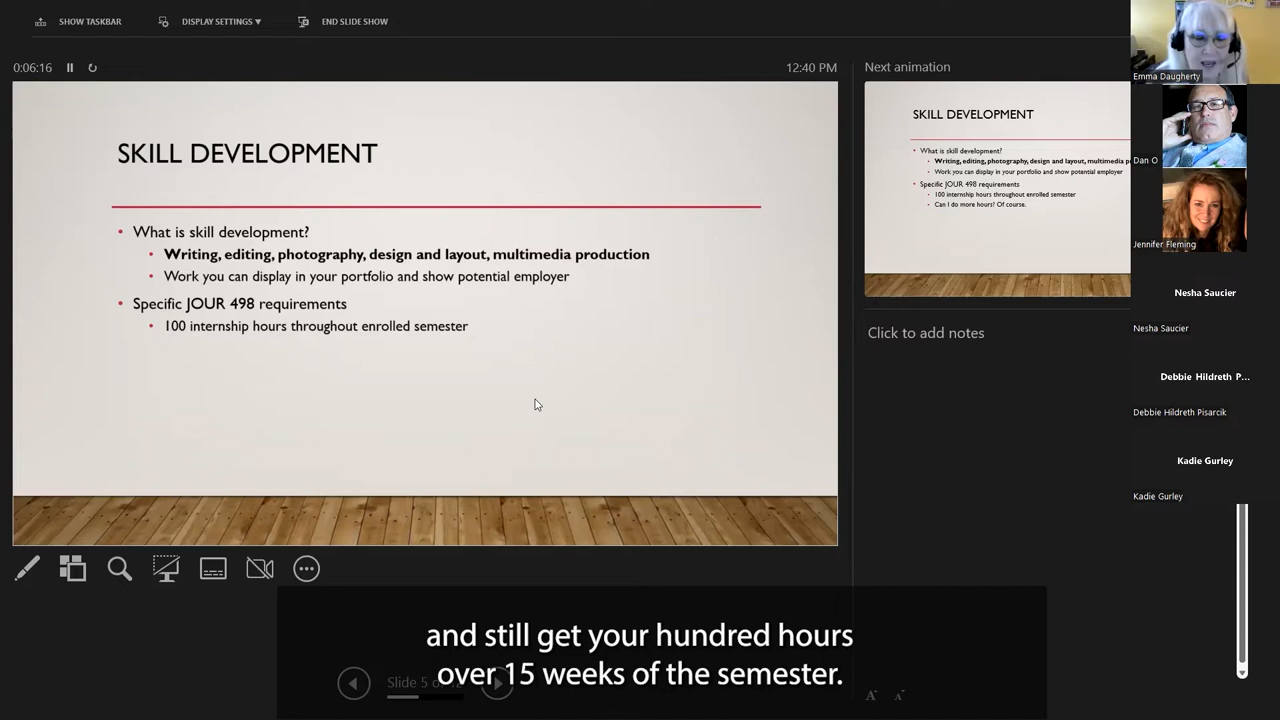 SHOW TASKBAR
DISPLAY SETTINGS ▼
END SLIDE SHOW
0:06:16
12:40 PM
SKILL DEVELOPMENT
• What is skill development?
• Writing, editing, photography, design and layout, multimedia production
• Work you can display in your portfolio and show potential employer
• Specific JOUR 498 requirements
• 100 internship hours throughout enrolled semester
Next animation
SKILL DEVELOPMENT
• What is skill development?
• Writing, editing, photography, design and layout, multimedia
• Work you can display in your portfolio and show potential employer
• Specific JOUR 498 requirements
• 100 internship hours throughout enrolled semester
• Can I do more hours? Of course.
Click to add notes
Emma Daugherty
Dan O
Jennifer Fleming
Nesha Saucier
Nesha Saucier
Debbie Hildreth P...
Debbie Hildreth Pisarcik
Kadie Gurley
Kadie Gurley
and still get your hundred hours
over 15 weeks of the semester.
Slide 5 of
A A